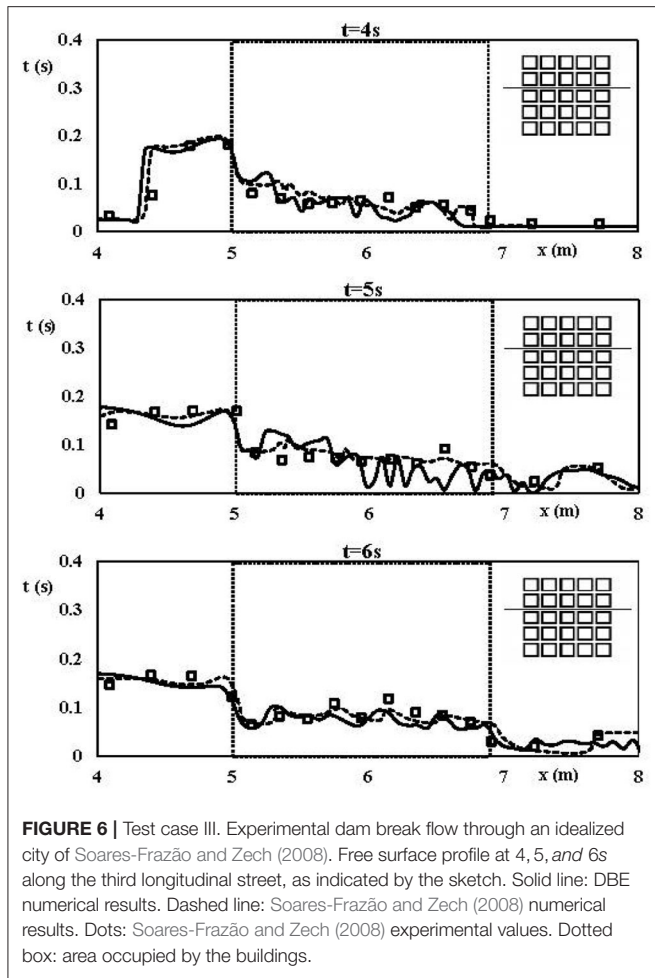 t=4s
0.4
t (s)
0.3
0.2
0.1
0
4 5 6 7 x (m) 8
t=5s
0.4
t (s)
0.3
0.2
0.1
0
4 5 6 7 x (m) 8
t=6s
0.4
t (s)
0.3
0.2
0.1
0
4 5 6 7 x (m) 8
FIGURE 6 | Test case III. Experimental dam break flow through an idealized
city of Soares-Frazão and Zech (2008). Free surface profile at 4, 5, and 6s
along the third longitudinal street, as indicated by the sketch. Solid line: DBE
numerical results. Dashed line: Soares-Frazão and Zech (2008) numerical
results. Dots: Soares-Frazão and Zech (2008) experimental values. Dotted
box: area occupied by the buildings.